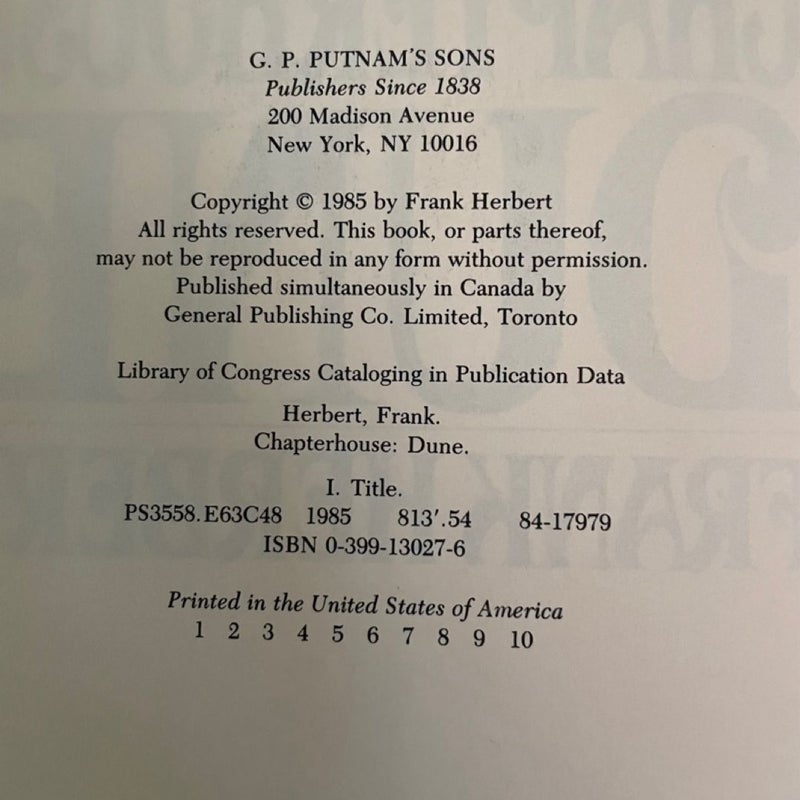 G. P. PUTNAM'S SONS
Publishers Since 1838
200 Madison Avenue
New York, NY 10016
Copyright © 1985 by Frank Herbert
All rights reserved. This book, or parts thereof,
may not be reproduced in any form without permission.
Published simultaneously in Canada by
General Publishing Co. Limited, Toronto
Library of Congress Cataloging in Publication Data
Herbert, Frank.
Chapterhouse: Dune.
I. Title.
PS3558.E63C48 1985 813′.54 84-17979
ISBN 0-399-13027-6
Printed in the United States of America
1 2 3 4 5 6 7 8 9 10